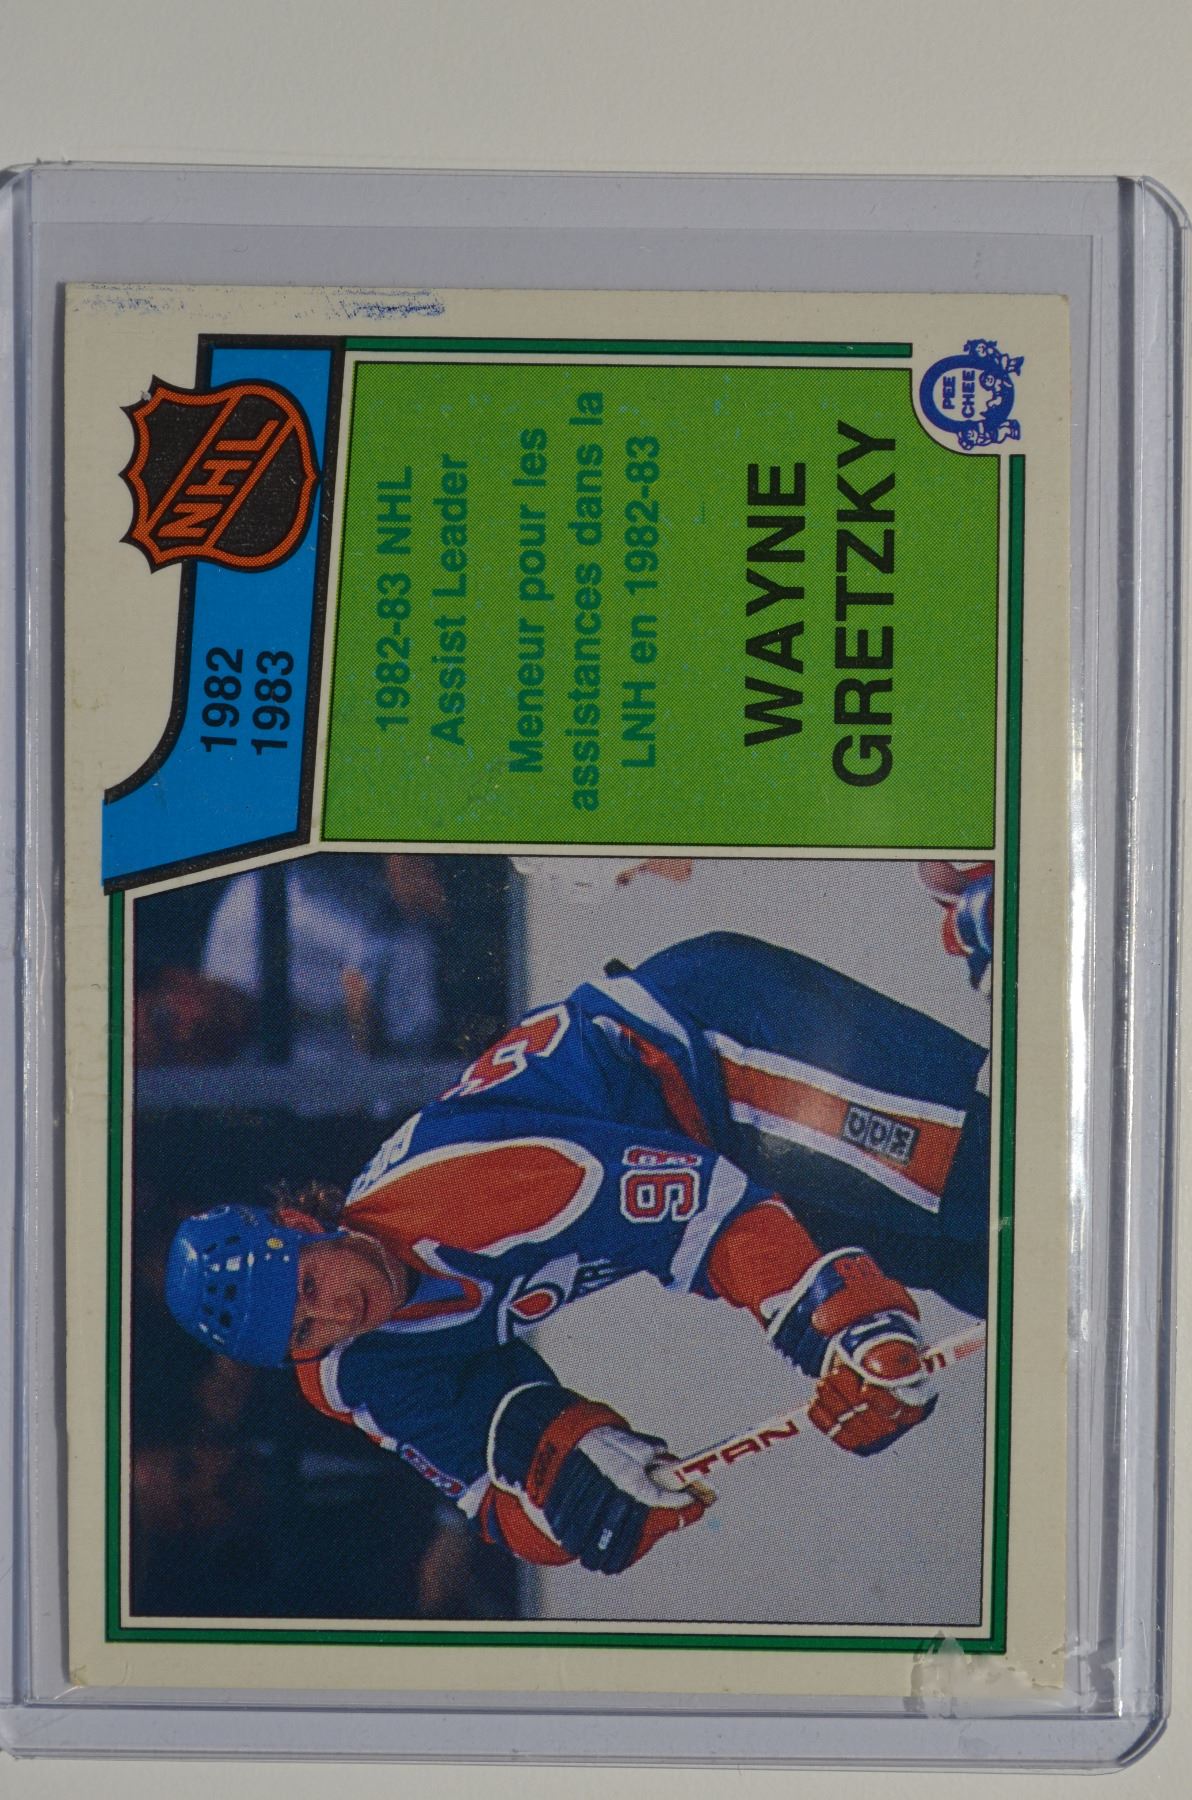 NHL
1982
1983
1982-83 NHL
Assist Leader
Meneur pour les
assistances dans la
LNH en 1982-83
WAYNE
GRETZKY
O
PEE
CHEE
CCM
TITAN